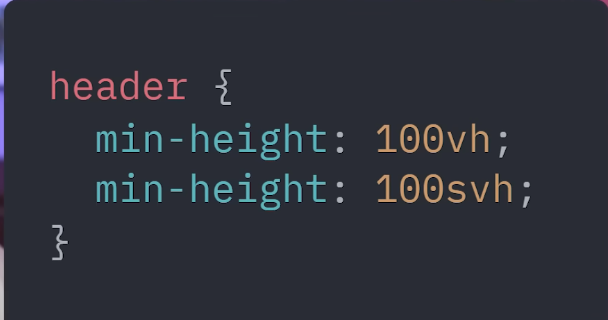 header {
  min-height: 100vh;
  min-height: 100svh;
}